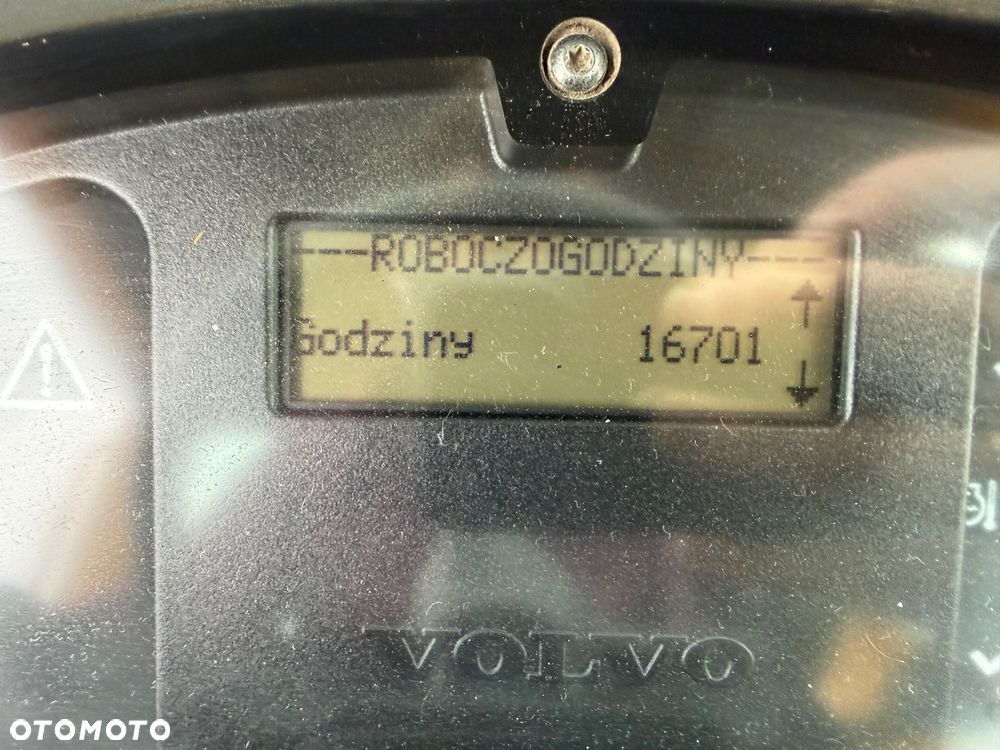 ---ROBOCZOGODZINY---
Godziny 16701
VOLVO
OTOMOTO